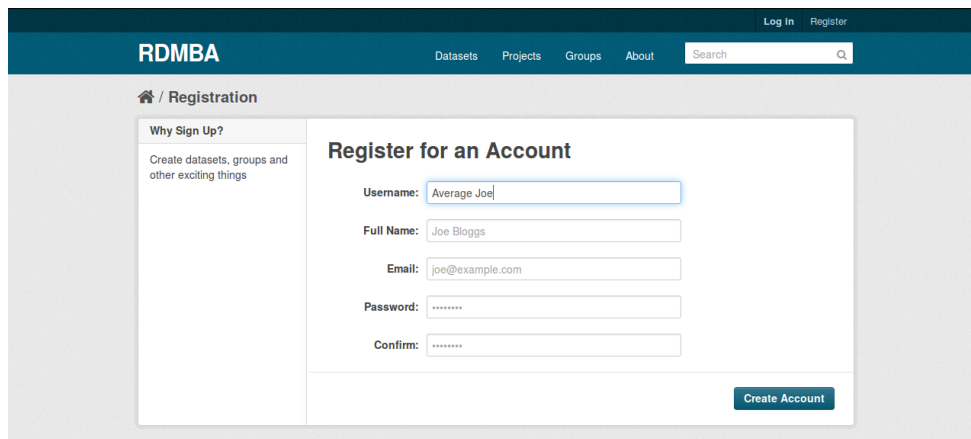 Log In Register
RDMBA Datasets Projects Groups About Search
/ Registration
Why Sign Up?
Create datasets, groups and
other exciting things
Register for an Account
Username: Average Joe
Full Name: Joe Bloggs
Email: joe@example.com
Password: ••••••••
Confirm: ••••••••
Create Account